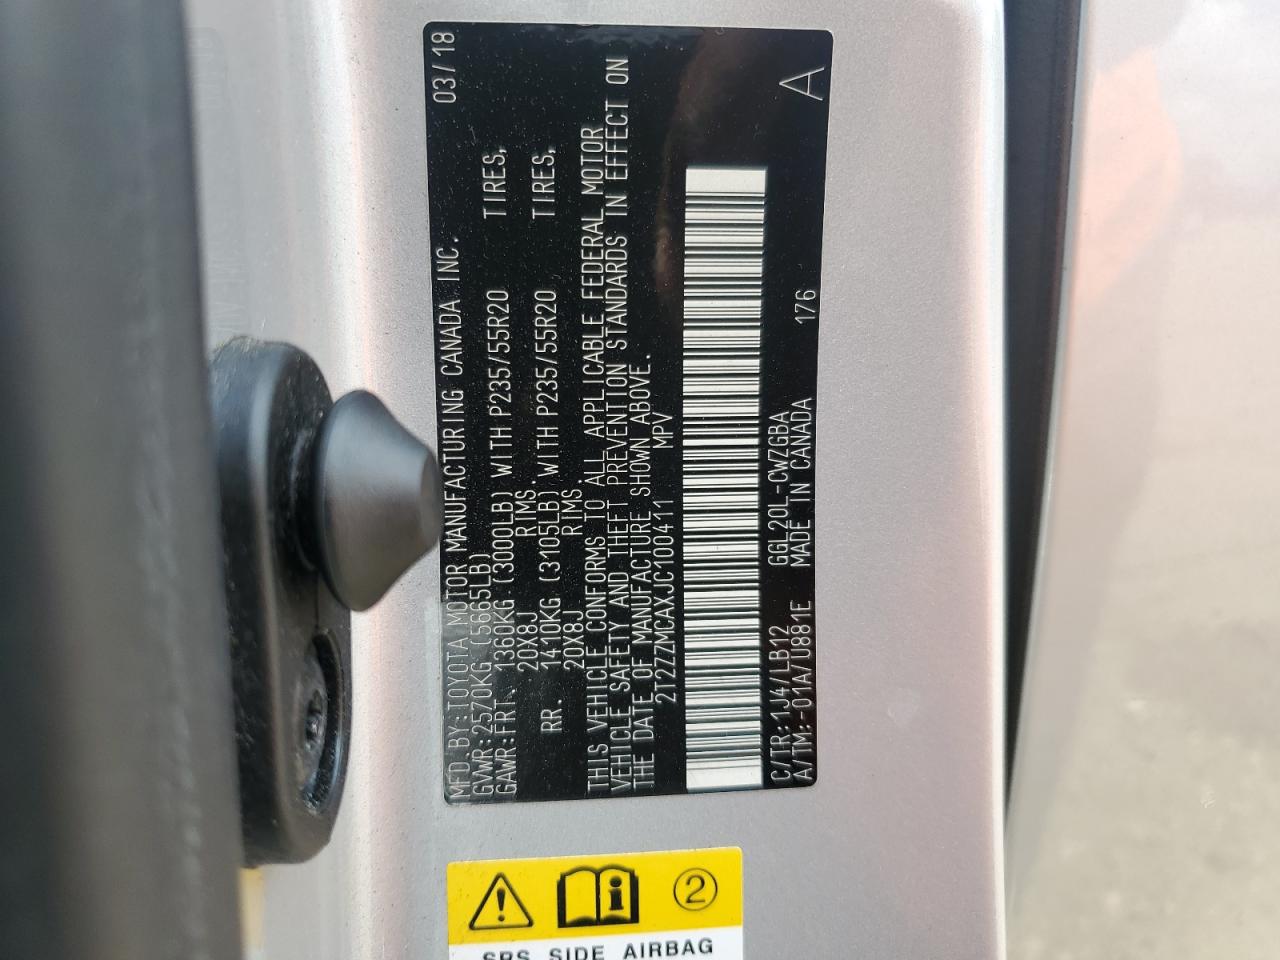 MFD.BY:TOYOTA MOTOR MANUFACTURING CANADA INC. 03/18
GVWR:2570KG (5665LB)
GAWR:FRT. 1360KG (3000LB) WITH P235/55R20 TIRES,
20X8J RIMS.
RR. 1410KG (3105LB) WITH P235/55R20 TIRES,
20X8J RIMS.
THIS VEHICLE CONFORMS TO ALL APPLICABLE FEDERAL MOTOR
VEHICLE SAFETY AND THEFT PREVENTION STANDARDS IN EFFECT ON
THE DATE OF MANUFACTURE SHOWN ABOVE.
2T2ZZMCAXJC100411 MPV
C/TR:1J4/LB12 GGL20L-CWZGBA
A/TM:-01A/U881E MADE IN CANADA 176 A
2
SRS SIDE AIRBAG